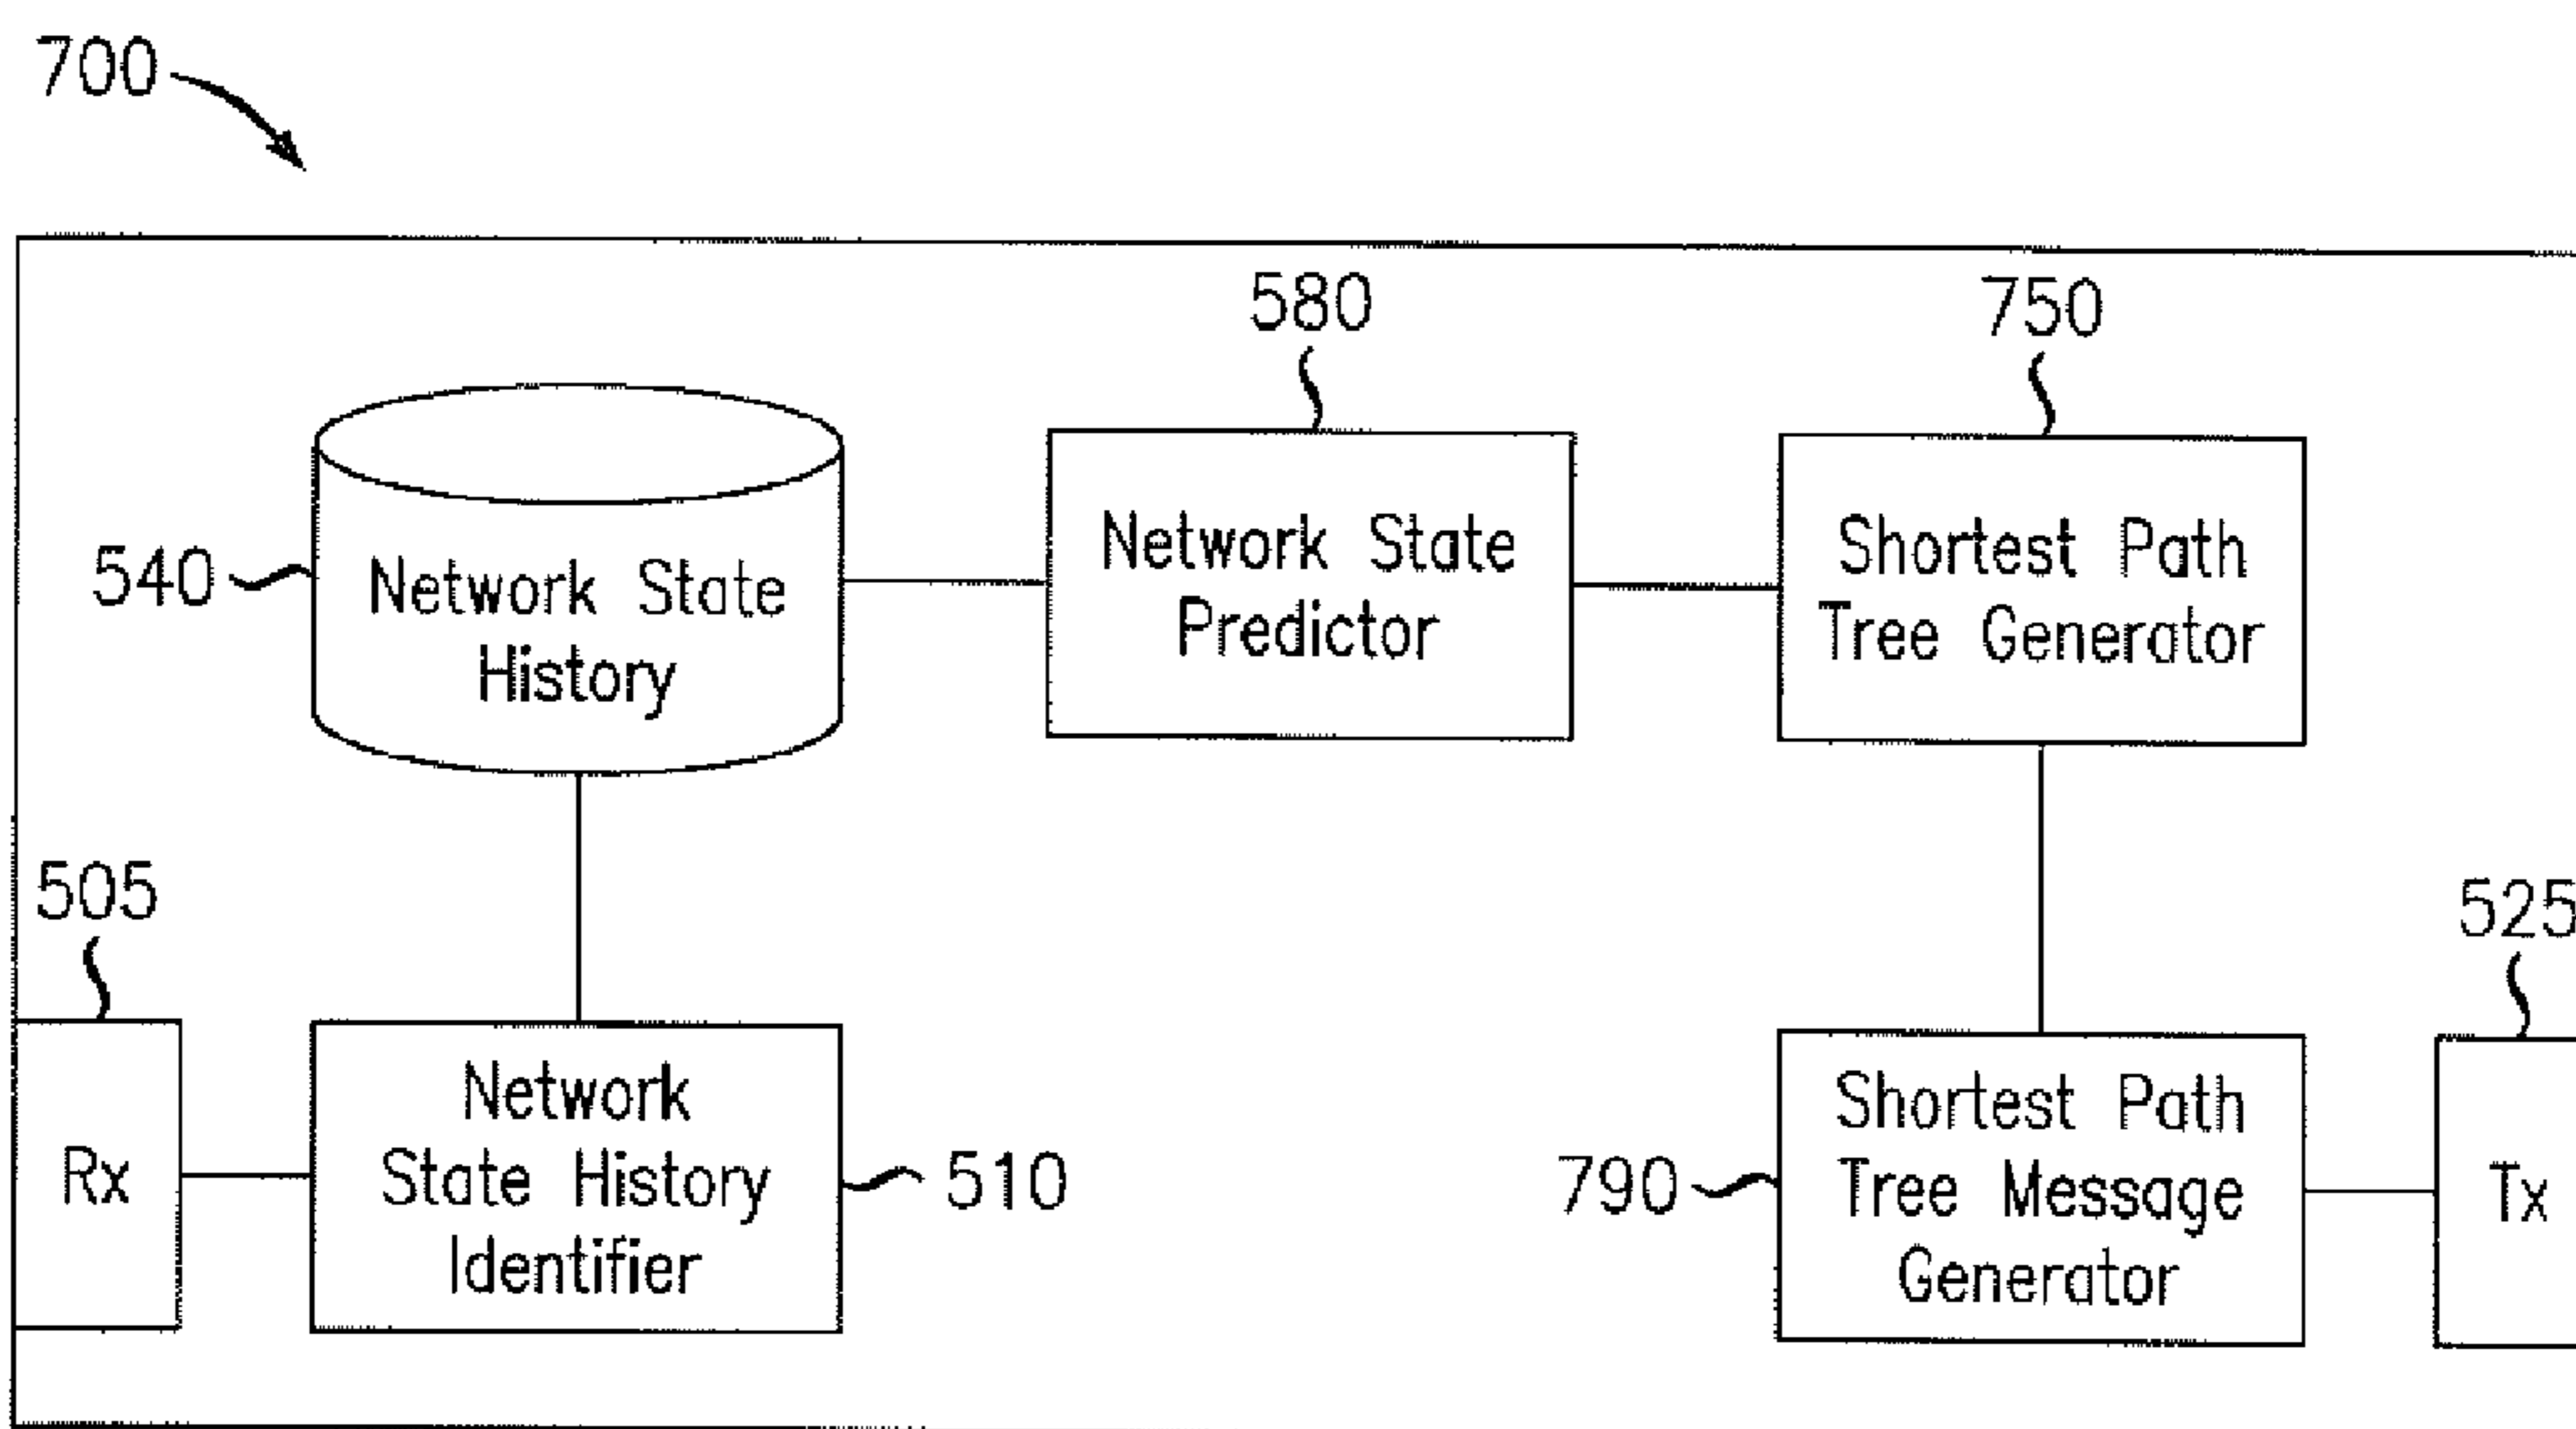 700
580
750
540
Network State
History
Network State
Predictor
Shortest Path
Tree Generator
505
525
Rx
Network
State History
Identifier
510
790
Shortest Path
Tree Message
Generator
Tx